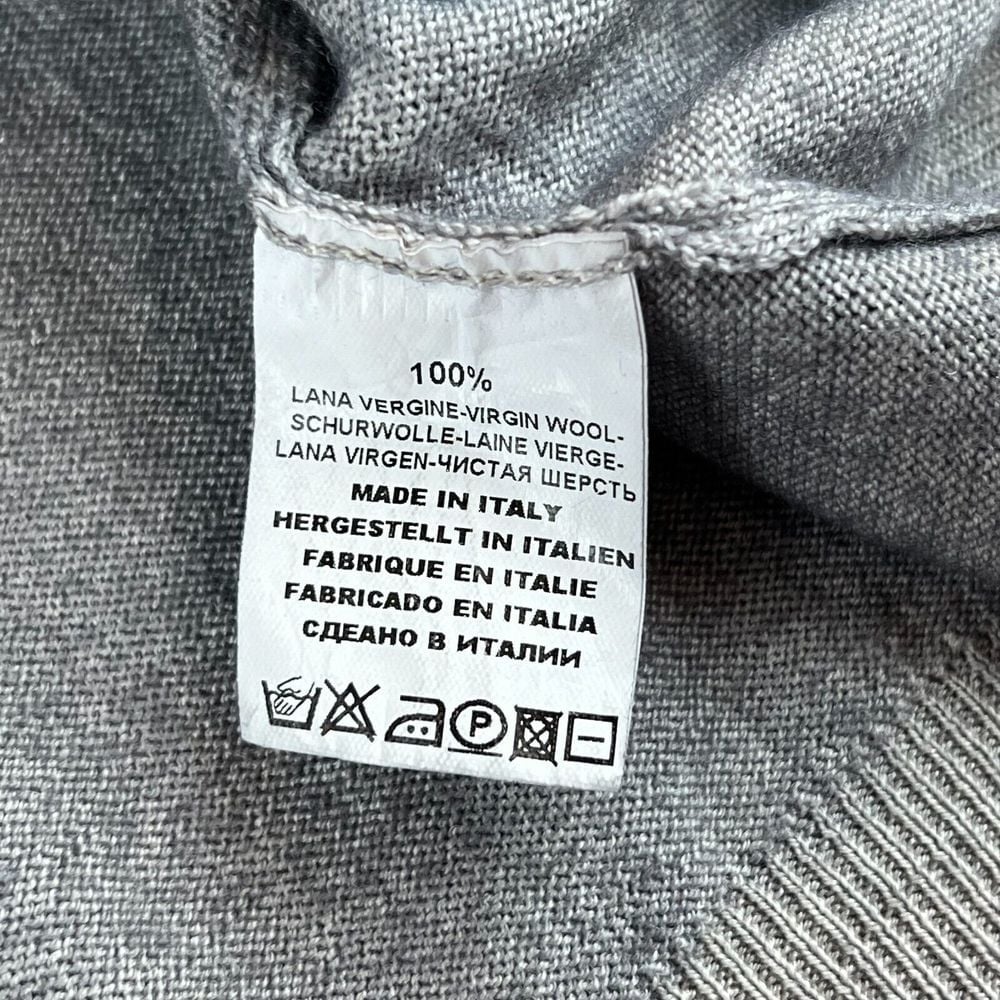 100%
LANA VERGINE-VIRGIN WOOL-
SCHURWOLLE-LAINE VIERGE-
LANA VIRGEN-ЧИСТАЯ ШЕРСТЬ
MADE IN ITALY
HERGESTELLT IN ITALIEN
FABRIQUE EN ITALIE
FABRICADO EN ITALIA
СДЕАНО В ИТАЛИИ
P